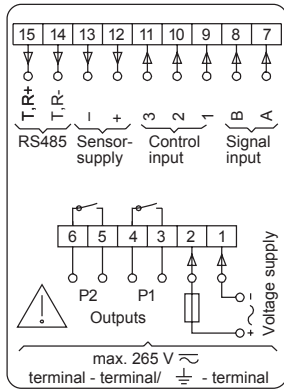 15 14 13 12 11 10 9 8 7
T,R+ T,R- – + 3 2 1 B A
RS485 Sensor-supply Control input Signal input
6 5 4 3 2 1
P2 P1
Outputs
– ~ +
Voltage supply
max. 265 V ⎓
terminal - terminal/ ⏚ - terminal